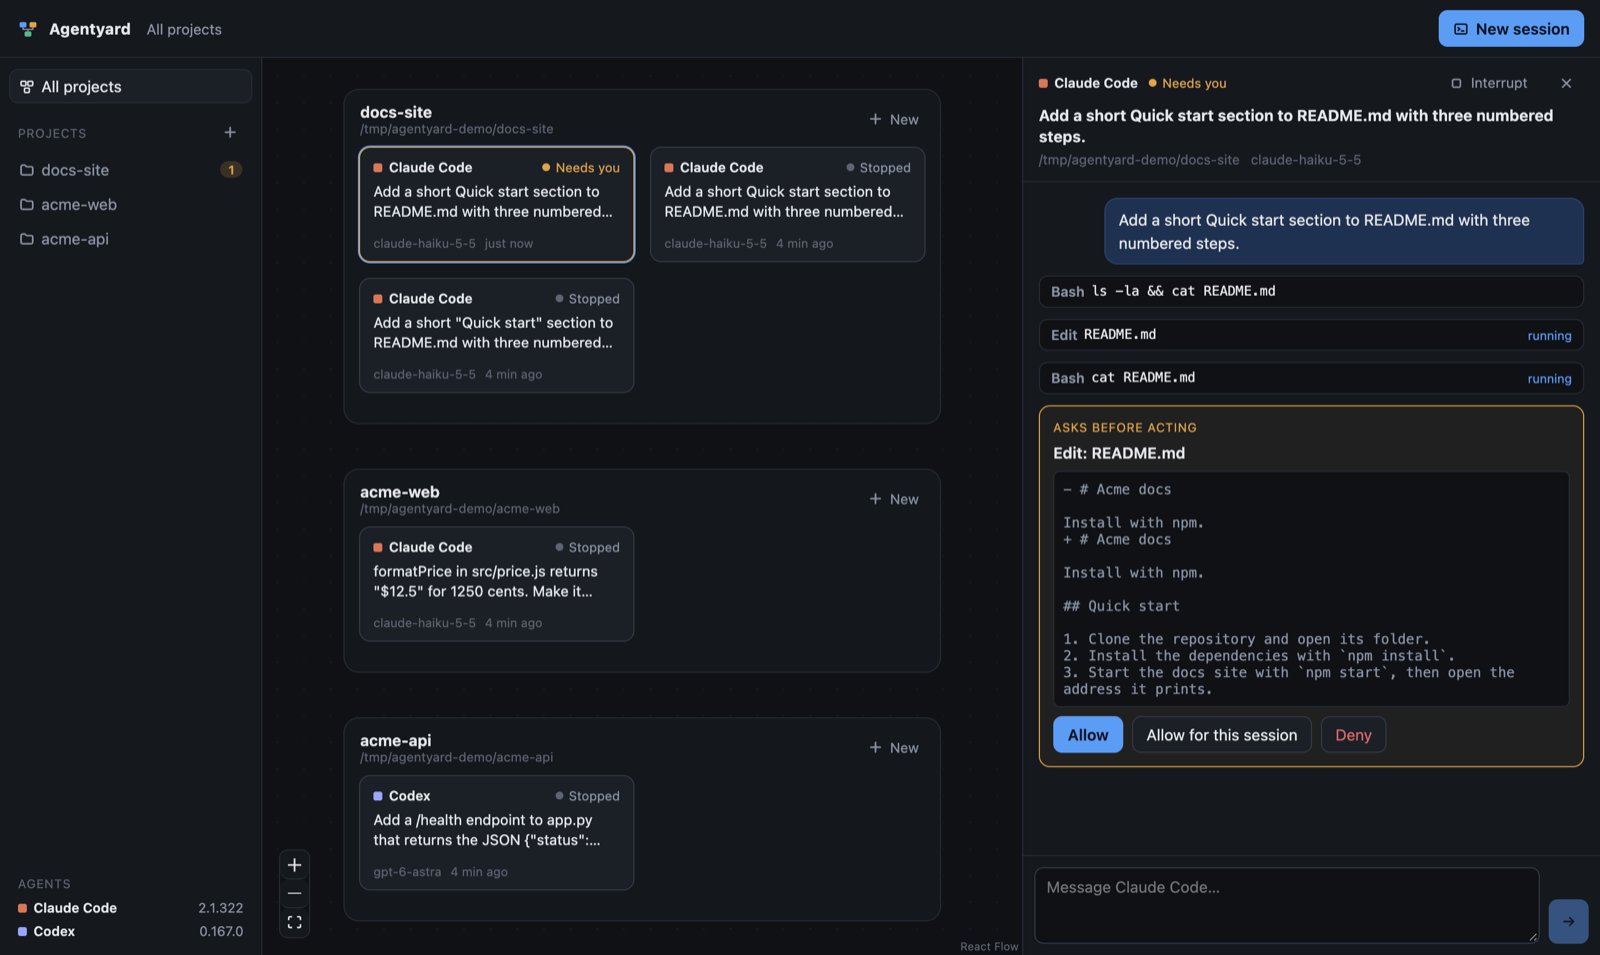 Agentyard All projects
New session
All projects
PROJECTS
docs-site 1
acme-web
acme-api
AGENTS
Claude Code 2.1.322
Codex 0.167.0
docs-site
/tmp/agentyard-demo/docs-site
New
Claude Code Needs you
Add a short Quick start section to
README.md with three numbered...
claude-haiku-5-5 just now
Claude Code Stopped
Add a short Quick start section to
README.md with three numbered...
claude-haiku-5-5 4 min ago
Claude Code Stopped
Add a short "Quick start" section to
README.md with three numbered...
claude-haiku-5-5 4 min ago
acme-web
/tmp/agentyard-demo/acme-web
New
Claude Code Stopped
formatPrice in src/price.js returns
"$12.5" for 1250 cents. Make it...
claude-haiku-5-5 4 min ago
acme-api
/tmp/agentyard-demo/acme-api
New
Codex Stopped
Add a /health endpoint to app.py
that returns the JSON {"status":...
gpt-6-astra 4 min ago
React Flow
Claude Code Needs you
Interrupt
Add a short Quick start section to README.md with three numbered
steps.
/tmp/agentyard-demo/docs-site claude-haiku-5-5
Add a short Quick start section to README.md with three
numbered steps.
Bash ls -la && cat README.md
Edit README.md running
Bash cat README.md running
ASKS BEFORE ACTING
Edit: README.md
- # Acme docs
Install with npm.
+ # Acme docs
Install with npm.
## Quick start
1. Clone the repository and open its folder.
2. Install the dependencies with `npm install`.
3. Start the docs site with `npm start`, then open the
address it prints.
Allow
Allow for this session
Deny
Message Claude Code...